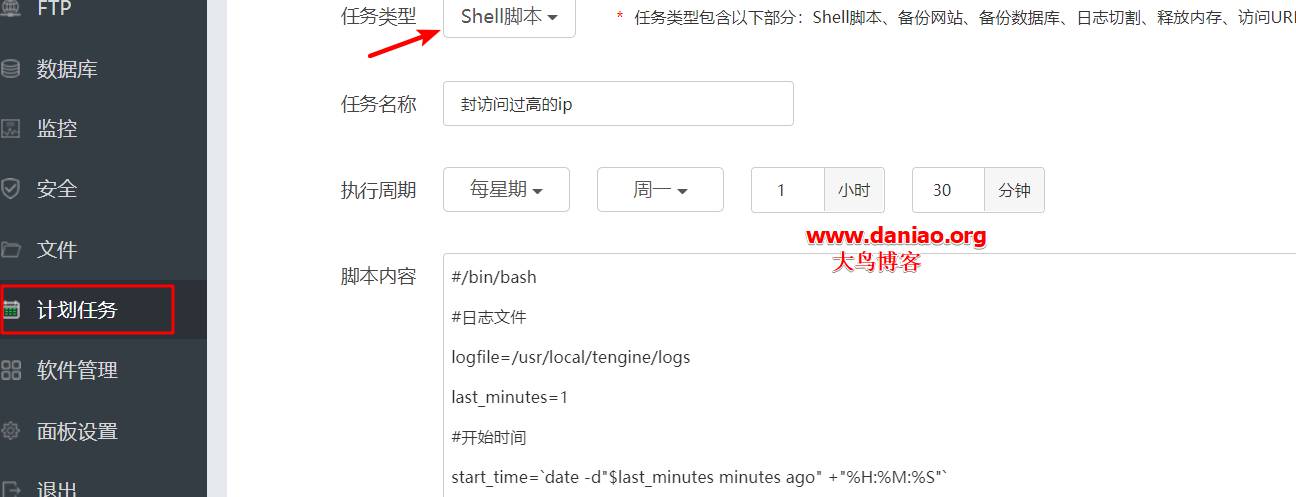 FTP
数据库
监控
安全
文件
计划任务
软件管理
面板设置
退出
任务类型 Shell脚本 * 任务类型包含以下部分：Shell脚本、备份网站、备份数据库、日志切割、释放内存、访问URL
任务名称 封访问过高的ip
执行周期 每星期 周一 1 小时 30 分钟
www.daniao.org
大鸟博客
脚本内容 #/bin/bash
#日志文件
logfile=/usr/local/tengine/logs
last_minutes=1
#开始时间
start_time=`date -d"$last_minutes minutes ago" +"%H:%M:%S"`